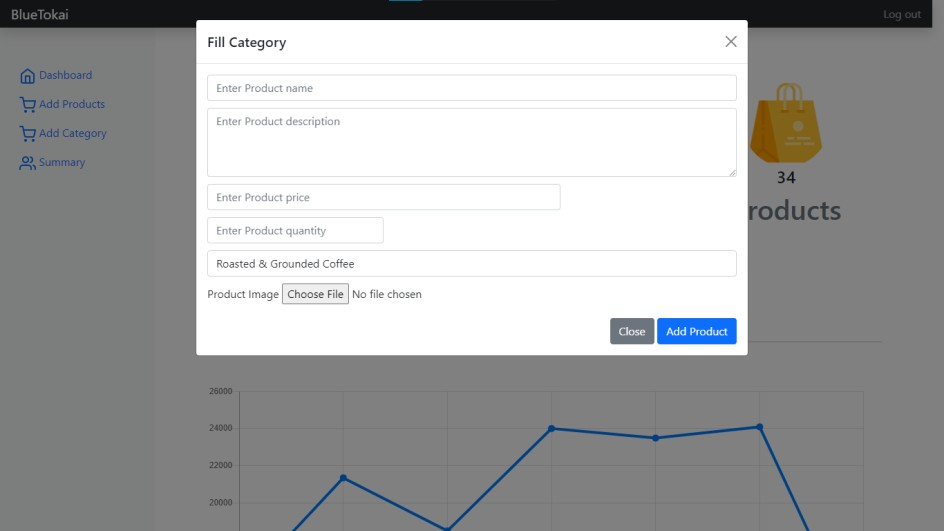 BlueTokai
Log out
Fill Category
Dashboard
Add Products
Add Category
Summary
Enter Product name
Enter Product description
Enter Product price
Enter Product quantity
Roasted & Grounded Coffee
Product Image Choose File No file chosen
Close Add Product
34
roducts
26000
24000
22000
20000